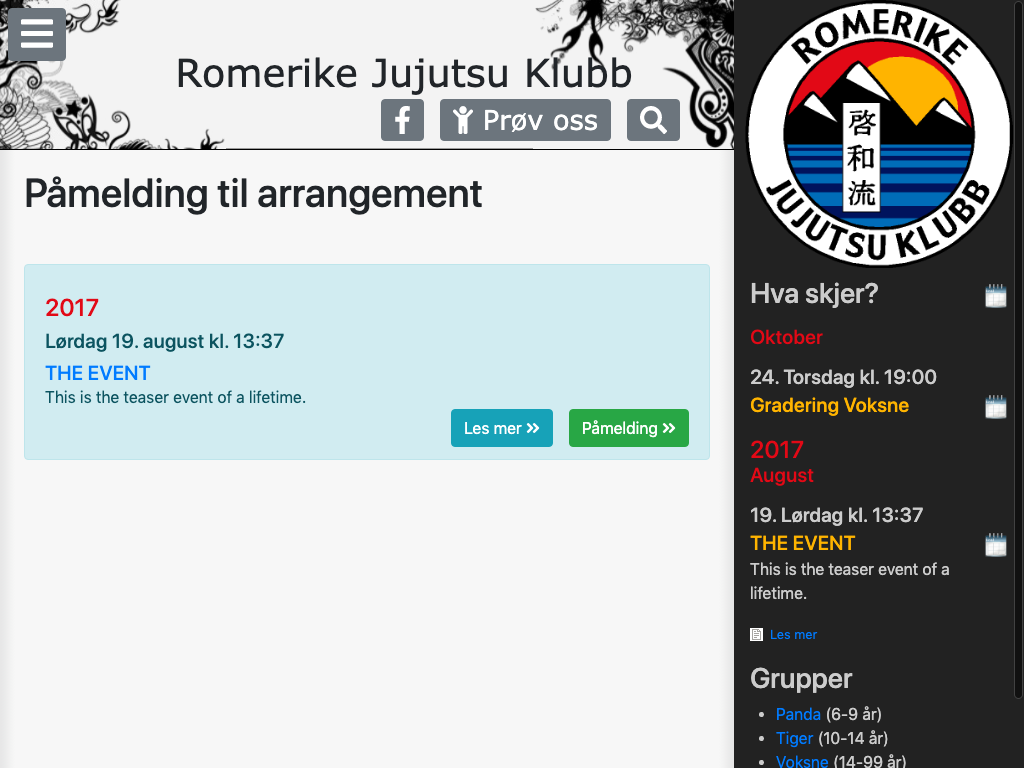 Romerike Jujutsu Klubb
Prøv oss
Påmelding til arrangement
2017
Lørdag 19. august kl. 13:37
THE EVENT
This is the teaser event of a lifetime.
Les mer »
Påmelding »
ROMERIKE
啓和流
JUJUTSU KLUBB
Hva skjer?
Oktober
24. Torsdag kl. 19:00
Gradering Voksne
2017
August
19. Lørdag kl. 13:37
THE EVENT
This is the teaser event of a
lifetime.
Les mer
Grupper
• Panda (6-9 år)
• Tiger (10-14 år)
• Voksne (14-99 år)